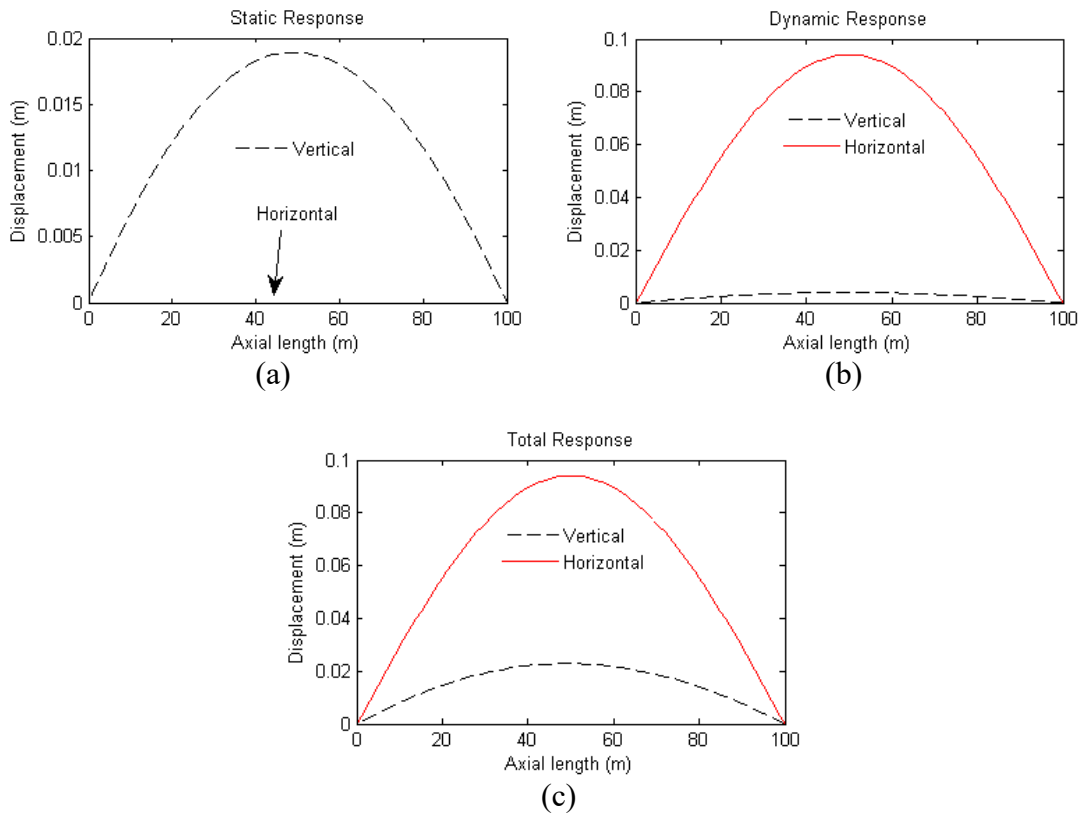 Static Response
0.02
0.015
0.01
0.005
0
Displacement (m)
Vertical
Horizontal
0 20 40 60 80 100
Axial length (m)
(a)
Dynamic Response
0.1
0.08
0.06
0.04
0.02
0
Displacement (m)
Vertical
Horizontal
0 20 40 60 80 100
Axial length (m)
(b)
Total Response
0.1
0.08
0.06
0.04
0.02
0
Displacement (m)
Vertical
Horizontal
0 20 40 60 80 100
Axial length (m)
(c)